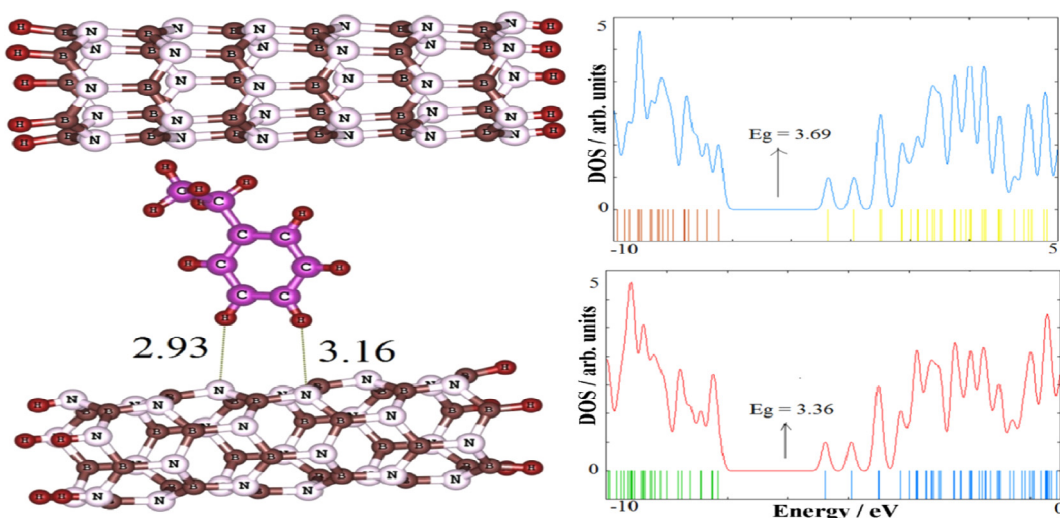 H B N B N B N B N H
H B N B N B N B N H
H B N B N B N B N H
H B N B N B N B N H
H B N B N B N B N H
C H
H C H
H C C H
H C C H
C C
H H
2.93
3.16
N N B H
H N B N B N B H
H H N B N B N
B B B B H
H H N N N
5
DOS / arb. units
Eg = 3.69
0
-10
5
5
DOS / arb. units
Eg = 3.36
0
-10
Energy / eV